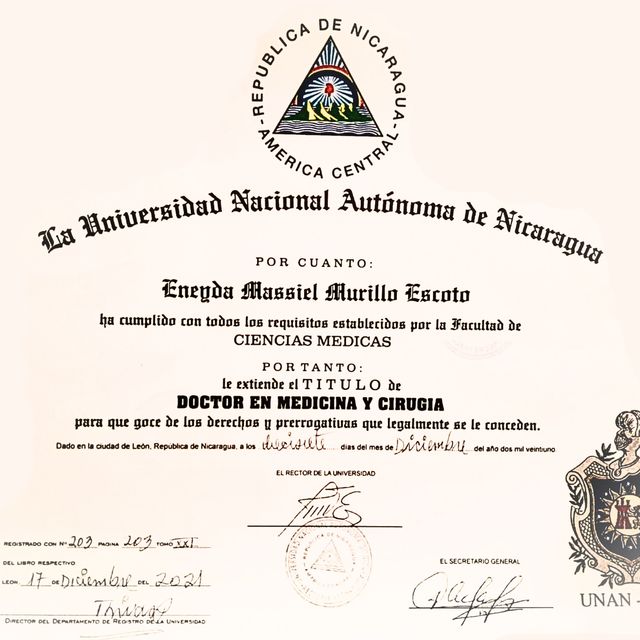 REPUBLICA DE NICARAGUA
-AMERICA CENTRAL-
La Universidad Nacional Autónoma de Nicaragua
POR CUANTO:
Eneyda Massiel Murillo Escoto
ha cumplido con todos los requisitos establecidos por la Facultad de
CIENCIAS MEDICAS
POR TANTO:
le extiende el TITULO de
DOCTOR EN MEDICINA Y CIRUGIA
para que goce de los derechos y prerrogativas que legalmente se le conceden.
Dado en la ciudad de León, República de Nicaragua, a los diecisiete días del mes de Diciembre del año dos mil veintiuno
EL RECTOR DE LA UNIVERSIDAD
REGISTRADO CON Nº 203 PAGINA 203 TOMO XXI
DEL LIBRO RESPECTIVO
LEON 17 DE Diciembre DEL 2021
DIRECTOR DEL DEPARTAMENTO DE REGISTRO DE LA UNIVERSIDAD
EL SECRETARIO GENERAL
UNAN -